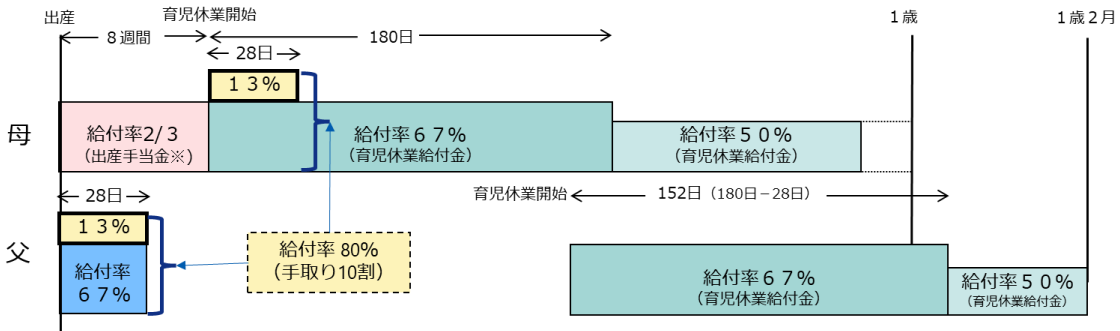 出産
育児休業開始
１歳
１歳２月
８週間
180日
28日
１３％
母
給付率2/３
(出産手当金※)
給付率６７％
(育児休業給付金)
給付率５０％
(育児休業給付金)
28日
育児休業開始
152日（180日－28日）
１３％
父
給付率
６７％
給付率 80%
（手取り10割）
給付率６７％
(育児休業給付金)
給付率５０％
(育児休業給付金)